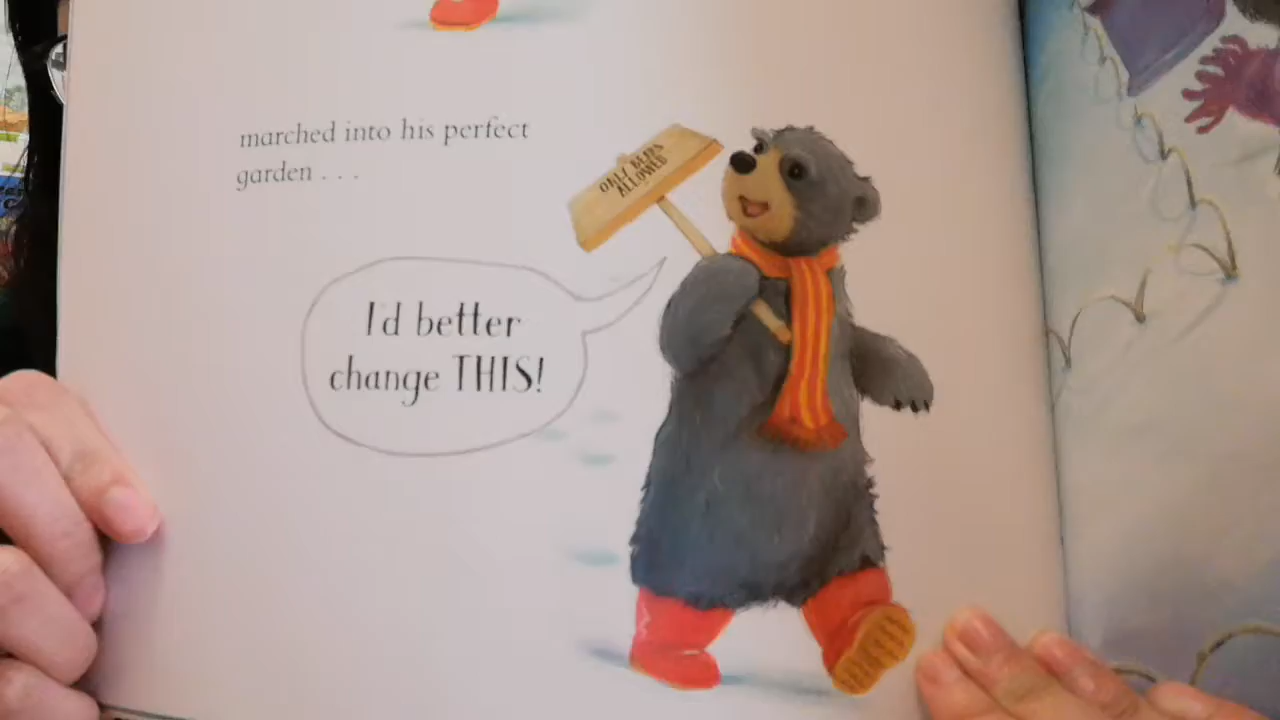 marched into his perfect
garden . . .
ONLY BEARS
ALLOWED
I'd better
change THIS!